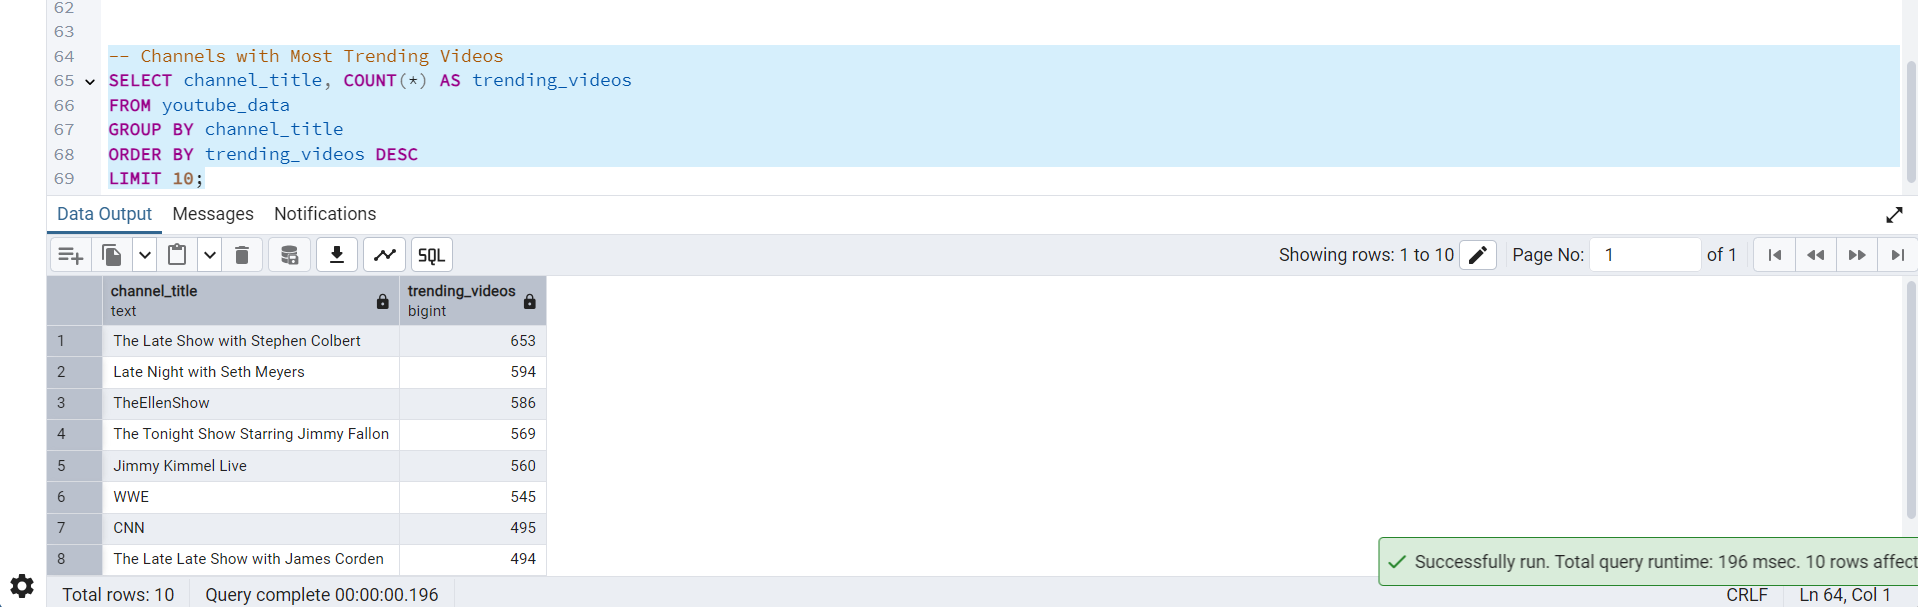 62
63
64 -- Channels with Most Trending Videos
65 SELECT channel_title, COUNT(*) AS trending_videos
66 FROM youtube_data
67 GROUP BY channel_title
68 ORDER BY trending_videos DESC
69 LIMIT 10;
Data Output Messages Notifications
SQL Showing rows: 1 to 10 Page No: 1 of 1
channel_title trending_videos
text bigint
1 The Late Show with Stephen Colbert 653
2 Late Night with Seth Meyers 594
3 TheEllenShow 586
4 The Tonight Show Starring Jimmy Fallon 569
5 Jimmy Kimmel Live 560
6 WWE 545
7 CNN 495
8 The Late Late Show with James Corden 494
Successfully run. Total query runtime: 196 msec. 10 rows affect
Total rows: 10 Query complete 00:00:00.196 CRLF Ln 64, Col 1